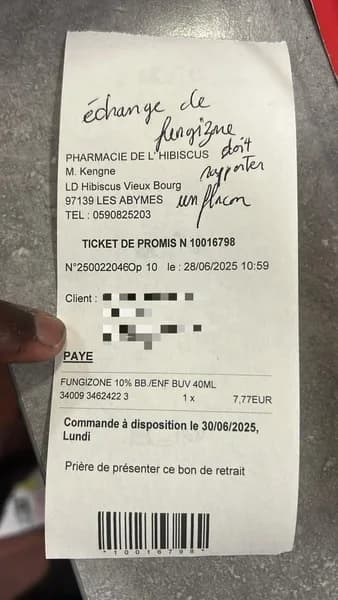 échange de
fungizone
doit
rapporter
un flacon
PHARMACIE DE L'HIBISCUS
M. Kengne
LD Hibiscus Vieux Bourg
97139 LES ABYMES
TEL : 0590825203
TICKET DE PROMIS N 10016798
N°250022046Op 10 le : 28/06/2025 10:59
Client :
PAYE
FUNGIZONE 10% BB./ENF BUV 40ML
34009 3462422 3 1 x 7,77EUR
Commande à disposition le 30/06/2025,
Lundi
Prière de présenter ce bon de retrait
*10016798*